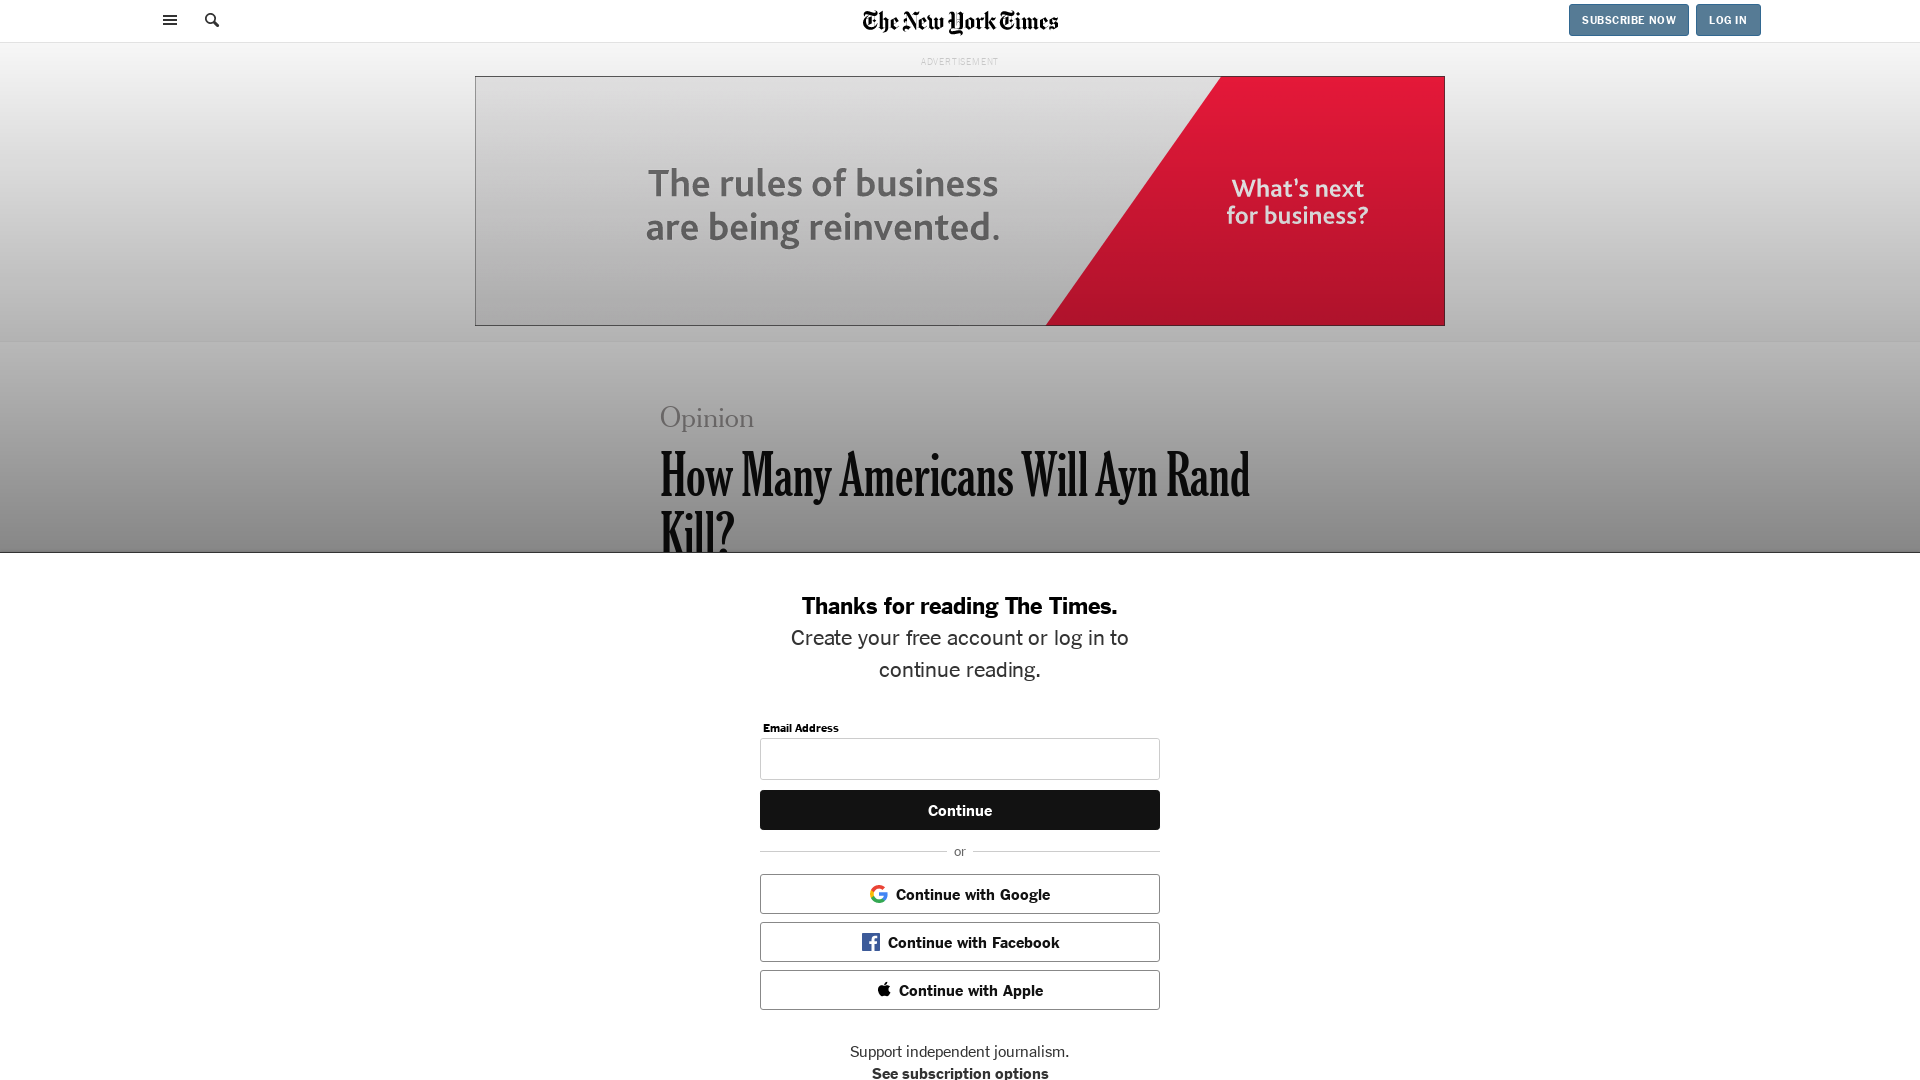 The New York Times
SUBSCRIBE NOW
LOG IN
ADVERTISEMENT
The rules of business
are being reinvented.
What's next
for business?
Opinion
How Many Americans Will Ayn Rand
Kill?
Thanks for reading The Times.
Create your free account or log in to
continue reading.
Email Address
Continue
or
Continue with Google
Continue with Facebook
Continue with Apple
Support independent journalism.
See subscription options